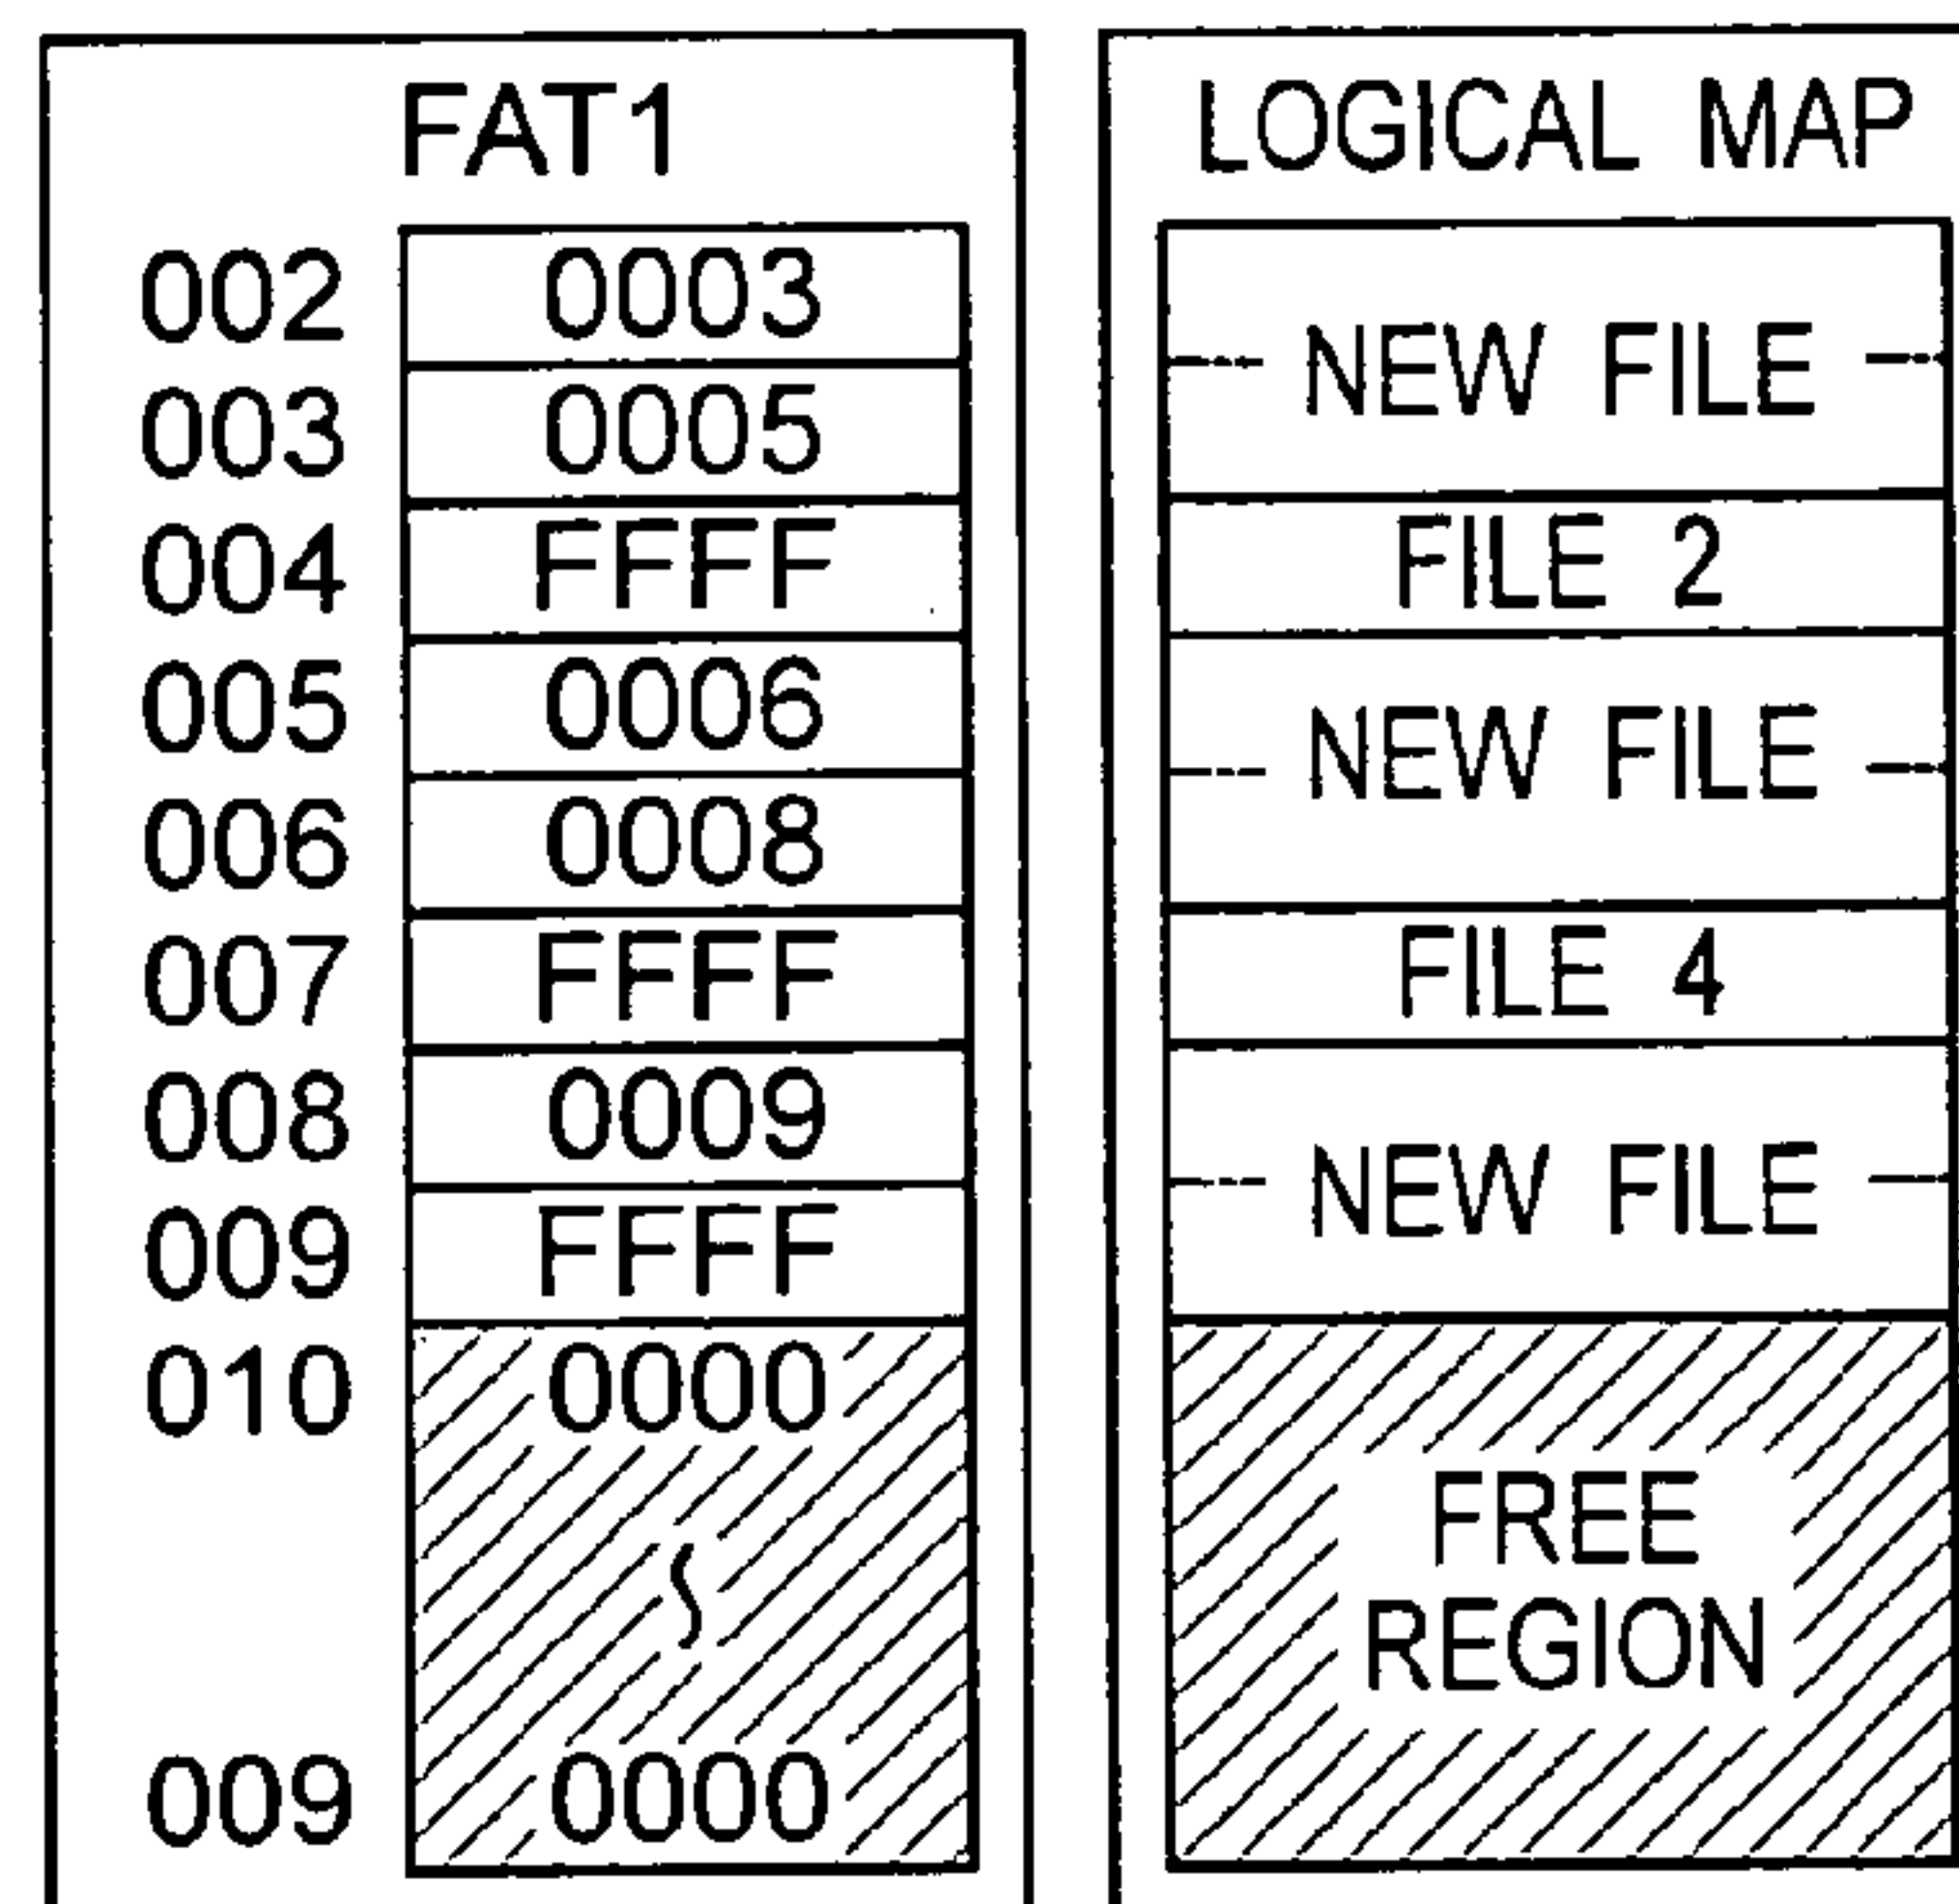 FAT1
002 0003
003 0005
004 FFFF
005 0006
006 0008
007 FFFF
008 0009
009 FFFF
010 0000
009 0000
LOGICAL MAP
NEW FILE
FILE 2
NEW FILE
FILE 4
NEW FILE
FREE
REGION